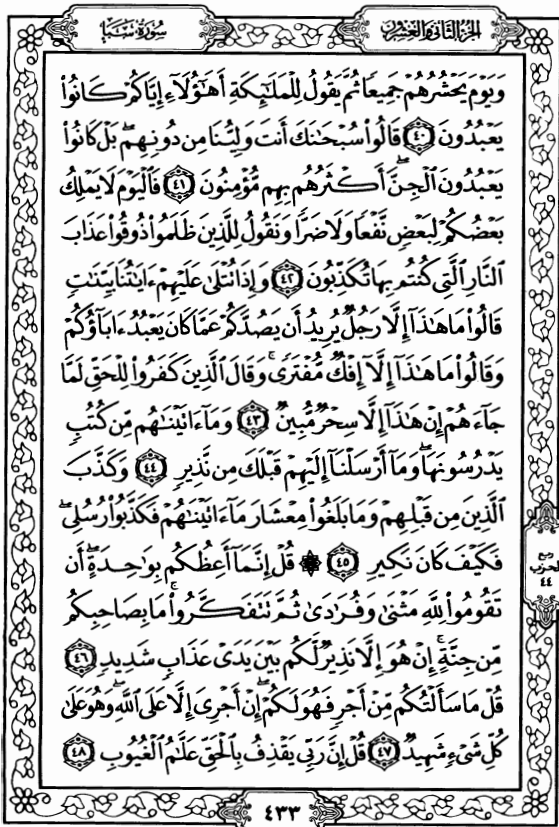 الجزء الثاني والعشرون
سورة سبأ
وَيَوْمَ يَحْشُرُهُمْ جَمِيعًا ثُمَّ يَقُولُ لِلْمَلَٰٓئِكَةِ أَهَٰٓؤُلَآءِ إِيَّاكُمْ كَانُوا۟
يَعْبُدُونَ ٤٠ قَالُوا۟ سُبْحَٰنَكَ أَنتَ وَلِيُّنَا مِن دُونِهِم ۖ بَلْ كَانُوا۟
يَعْبُدُونَ ٱلْجِنَّ ۖ أَكْثَرُهُم بِهِم مُّؤْمِنُونَ ٤١ فَٱلْيَوْمَ لَا يَمْلِكُ
بَعْضُكُمْ لِبَعْضٍ نَّفْعًا وَلَا ضَرًّا وَنَقُولُ لِلَّذِينَ ظَلَمُوا۟ ذُوقُوا۟ عَذَابَ
ٱلنَّارِ ٱلَّتِى كُنتُم بِهَا تُكَذِّبُونَ ٤٢ وَإِذَا تُتْلَىٰ عَلَيْهِمْ ءَايَٰتُنَا بَيِّنَٰتٍ
قَالُوا۟ مَا هَٰذَآ إِلَّا رَجُلٌ يُرِيدُ أَن يَصُدَّكُمْ عَمَّا كَانَ يَعْبُدُ ءَابَآؤُكُمْ
وَقَالُوا۟ مَا هَٰذَآ إِلَّآ إِفْكٌ مُّفْتَرًى ۚ وَقَالَ ٱلَّذِينَ كَفَرُوا۟ لِلْحَقِّ لَمَّا
جَآءَهُمْ إِنْ هَٰذَآ إِلَّا سِحْرٌ مُّبِينٌ ٤٣ وَمَآ ءَاتَيْنَٰهُم مِّن كُتُبٍ
يَدْرُسُونَهَا ۖ وَمَآ أَرْسَلْنَآ إِلَيْهِمْ قَبْلَكَ مِن نَّذِيرٍ ٤٤ وَكَذَّبَ
ٱلَّذِينَ مِن قَبْلِهِمْ وَمَا بَلَغُوا۟ مِعْشَارَ مَآ ءَاتَيْنَٰهُمْ فَكَذَّبُوا۟ رُسُلِى ۖ
فَكَيْفَ كَانَ نَكِيرِ ٤٥ ۞ قُلْ إِنَّمَآ أَعِظُكُم بِوَٰحِدَةٍ ۖ أَن
تَقُومُوا۟ لِلَّهِ مَثْنَىٰ وَفُرَٰدَىٰ ثُمَّ تَتَفَكَّرُوا۟ ۚ مَا بِصَاحِبِكُم
مِّن جِنَّةٍ ۚ إِنْ هُوَ إِلَّا نَذِيرٌ لَّكُم بَيْنَ يَدَىْ عَذَابٍ شَدِيدٍ ٤٦
قُلْ مَا سَأَلْتُكُم مِّنْ أَجْرٍ فَهُوَ لَكُمْ ۖ إِنْ أَجْرِىَ إِلَّا عَلَى ٱللَّهِ ۖ وَهُوَ عَلَىٰ
كُلِّ شَىْءٍ شَهِيدٌ ٤٧ قُلْ إِنَّ رَبِّى يَقْذِفُ بِٱلْحَقِّ عَلَّٰمُ ٱلْغُيُوبِ ٤٨
ربع
الحزب
٤٤
٤٣٣